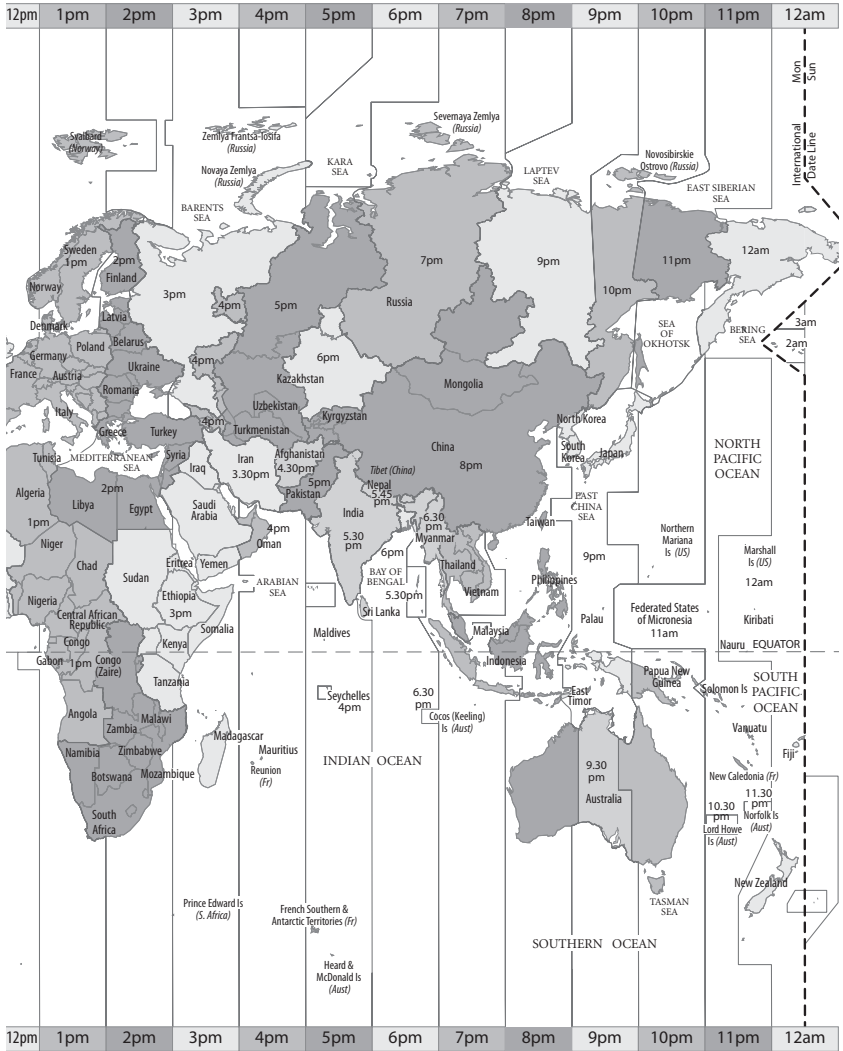 12pm 1pm 2pm 3pm 4pm 5pm 6pm 7pm 8pm 9pm 10pm 11pm 12am
Mon
Sun
International
Date Line
Svalbard
(Norway)
Zemlya Frantsa-Iosifa
(Russia)
Severnaya Zemlya
(Russia)
Novaya Zemlya
(Russia)
KARA
SEA
LAPTEV
SEA
Novosibirskie
Ostrovo (Russia)
EAST SIBERIAN
SEA
BARENTS
SEA
Sweden
1pm
2pm
Finland
Norway
3pm
4pm
5pm
7pm
Russia
9pm
10pm
11pm
12am
3am
2am
BERING
SEA
SEA
OF
OKHOTSK
Denmark
Latvia
Germany
Poland
Belarus
Ukraine
France
Austria
Romania
Italy
Greece
Turkey
4pm
4pm
6pm
Kazakhstan
Uzbekistan
Turkmenistan
Kyrgyzstan
Mongolia
China
8pm
North Korea
South
Korea
Japan
NORTH
PACIFIC
OCEAN
Tunisia
MEDITERRANEAN
SEA
Syria
Iraq
Iran
3.30pm
Afghanistan
4.30pm
5pm
Pakistan
Tibet (China)
Nepal
5.45
pm
Algeria
1pm
Libya
2pm
Egypt
Saudi
Arabia
4pm
Oman
India
5.30
pm
6pm
6.30
pm
Myanmar
Taiwan
EAST
CHINA
SEA
9pm
Northern
Mariana
Is (US)
Marshall
Is (US)
12am
Niger
Chad
Sudan
Eritrea
Yemen
Ethiopia
3pm
Somalia
ARABIAN
SEA
BAY OF
BENGAL
5.30pm
Sri Lanka
Thailand
Vietnam
Philippines
Palau
Federated States
of Micronesia
11am
Kiribati
Nauru
EQUATOR
Nigeria
Central African
Republic
Congo
Gabon
1pm
Congo
(Zaire)
Kenya
Tanzania
Maldives
Malaysia
Indonesia
Seychelles
4pm
6.30
pm
Cocos (Keeling)
Is (Aust)
East
Timor
Papua New
Guinea
Solomon Is
SOUTH
PACIFIC
OCEAN
Angola
Malawi
Zambia
Zimbabwe
Namibia
Botswana
Mozambique
Madagascar
Mauritius
Reunion
(Fr)
INDIAN OCEAN
9.30
pm
Australia
Vanuatu
Fiji
New Caledonia (Fr)
10.30
pm
Lord Howe
Is (Aust)
11.30
pm
Norfolk Is
(Aust)
South
Africa
New Zealand
TASMAN
SEA
Prince Edward Is
(S. Africa)
French Southern &
Antarctic Territories (Fr)
SOUTHERN OCEAN
Heard &
McDonald Is
(Aust)
12pm 1pm 2pm 3pm 4pm 5pm 6pm 7pm 8pm 9pm 10pm 11pm 12am